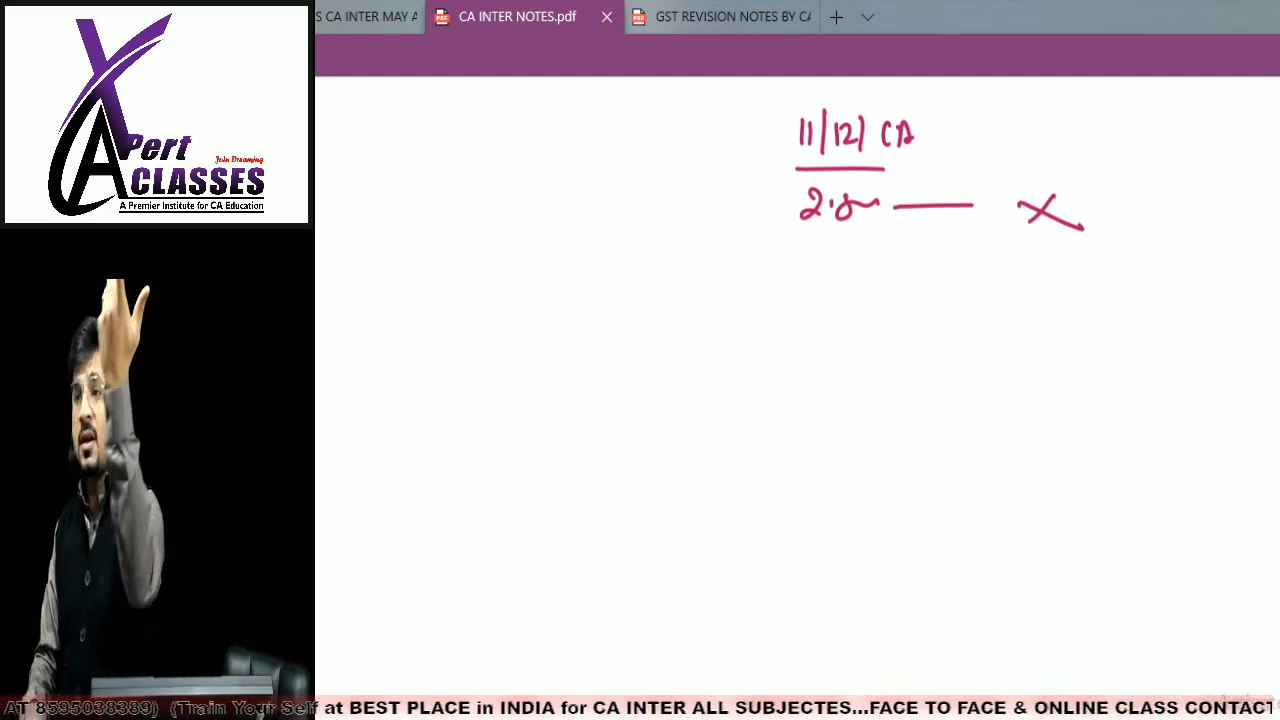 S CA INTER MAY A
CA INTER NOTES.pdf
GST REVISION NOTES BY CA
XPert
Join Dreaming
CLASSES
A Premier Institute for CA Education
11/12/ CA
AT 8595038389) (Train Your Self at BEST PLACE in INDIA for CA INTER ALL SUBJECTES...FACE TO FACE & ONLINE CLASS CONTACT